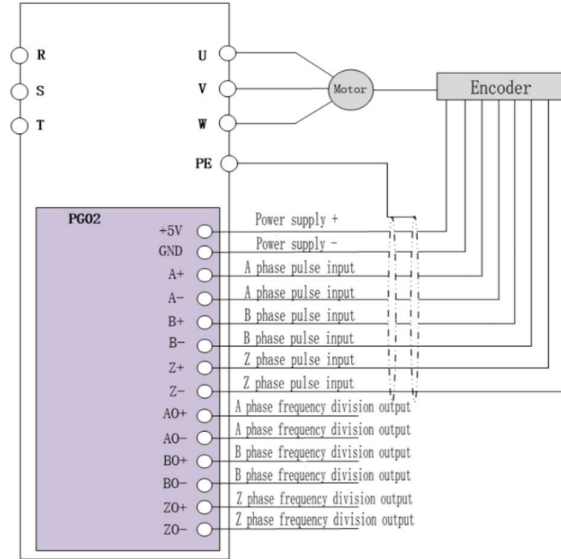 R
U
S
V
Motor
Encoder
T
W
PE
PG02
+5V
Power supply +
GND
Power supply -
A+
A phase pulse input
A-
A phase pulse input
B+
B phase pulse input
B-
B phase pulse input
Z+
Z phase pulse input
Z-
Z phase pulse input
AO+
A phase frequency division output
AO-
A phase frequency division output
BO+
B phase frequency division output
BO-
B phase frequency division output
ZO+
Z phase frequency division output
ZO-
Z phase frequency division output